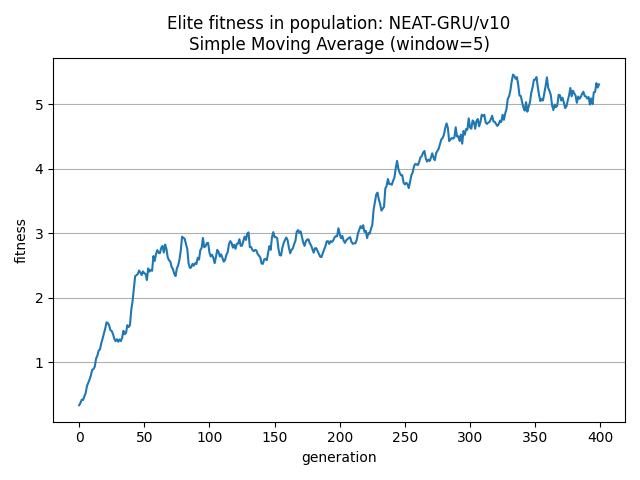 Elite fitness in population: NEAT-GRU/v10
Simple Moving Average (window=5)
fitness
5
4
3
2
1
0 50 100 150 200 250 300 350 400
generation